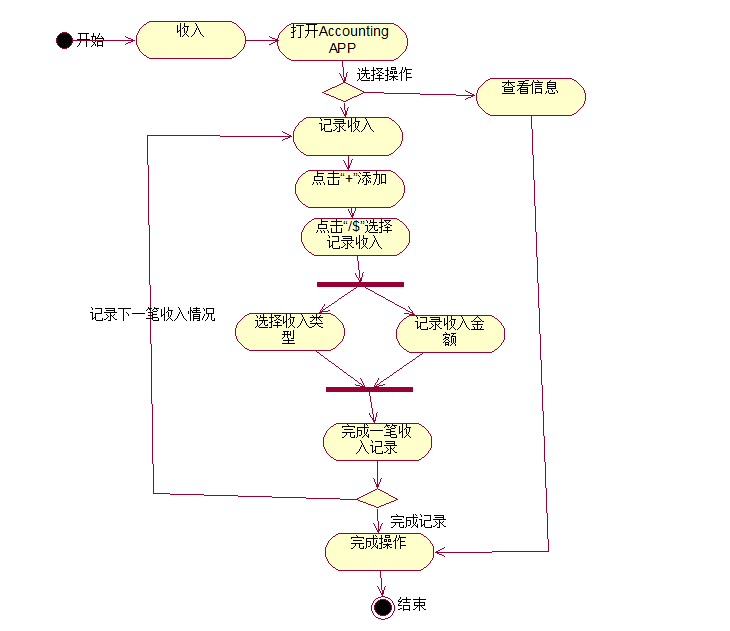 开始
收入
打开Accounting
APP
选择操作
查看信息
记录收入
点击“+”添加
点击“/$”选择
记录收入
记录下一笔收入情况
选择收入类
型
记录收入金
额
完成一笔收
入记录
完成记录
完成操作
结束